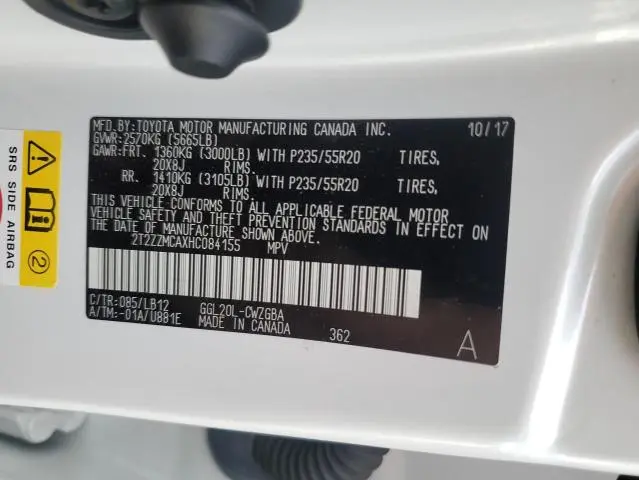 MFD.BY:TOYOTA MOTOR MANUFACTURING CANADA INC. 10/17
GVWR:2570KG (5665LB)
GAWR:FRT. 1360KG (3000LB) WITH P235/55R20 TIRES,
20X8J RIMS.
RR. 1410KG (3105LB) WITH P235/55R20 TIRES,
20X8J RIMS.
THIS VEHICLE CONFORMS TO ALL APPLICABLE FEDERAL MOTOR
VEHICLE SAFETY AND THEFT PREVENTION STANDARDS IN EFFECT ON
THE DATE OF MANUFACTURE SHOWN ABOVE.
2T2ZZMCAXHC084155 MPV
C/TR:085/LB12 GGL20L-CWZGBA
A/TM:-01A/U881E MADE IN CANADA 362
A
SRS SIDE AIRBAG
2